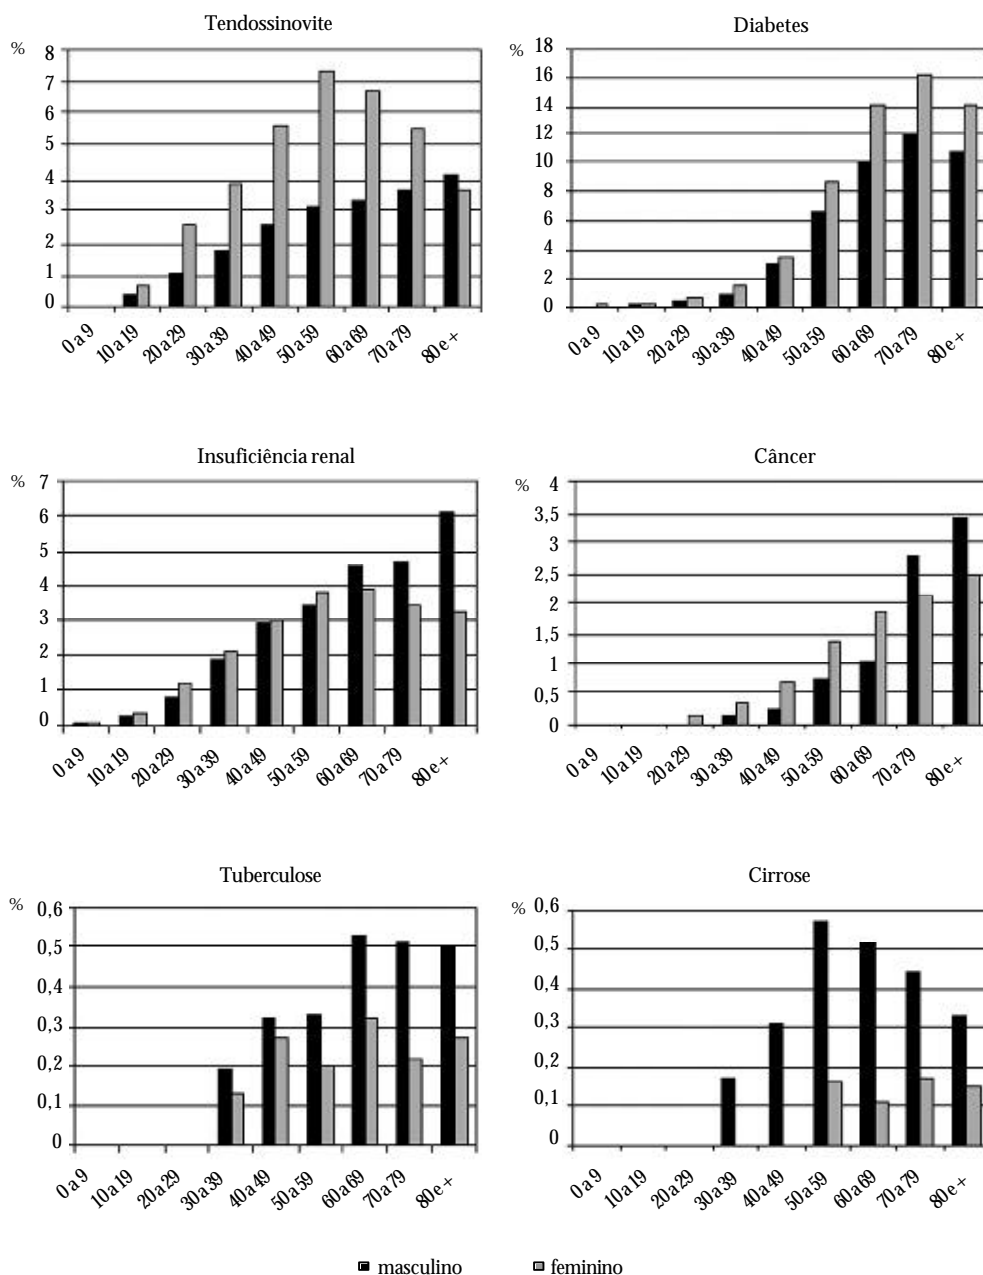 Tendossinovite
%
8
7
6
5
4
3
2
1
0
0 a 9
10 a 19
20 a 29
30 a 39
40 a 49
50 a 59
60 a 69
70 a 79
80 e +
Diabetes
%
18
16
14
12
10
8
6
4
2
0
0 a 9
10 a 19
20 a 29
30 a 39
40 a 49
50 a 59
60 a 69
70 a 79
80 e +
Insuficiência renal
%
7
6
5
4
3
2
1
0
0 a 9
10 a 19
20 a 29
30 a 39
40 a 49
50 a 59
60 a 69
70 a 79
80 e +
Câncer
%
4
3,5
3
2,5
2
1,5
1
0,5
0
0 a 9
10 a 19
20 a 29
30 a 39
40 a 49
50 a 59
60 a 69
70 a 79
80 e +
Tuberculose
%
0,6
0,5
0,4
0,3
0,2
0,1
0
0 a 9
10 a 19
20 a 29
30 a 39
40 a 49
50 a 59
60 a 69
70 a 79
80 e +
Cirrose
%
0,6
0,5
0,4
0,3
0,2
0,1
0
0 a 9
10 a 19
20 a 29
30 a 39
40 a 49
50 a 59
60 a 69
70 a 79
80 e +
masculino
feminino